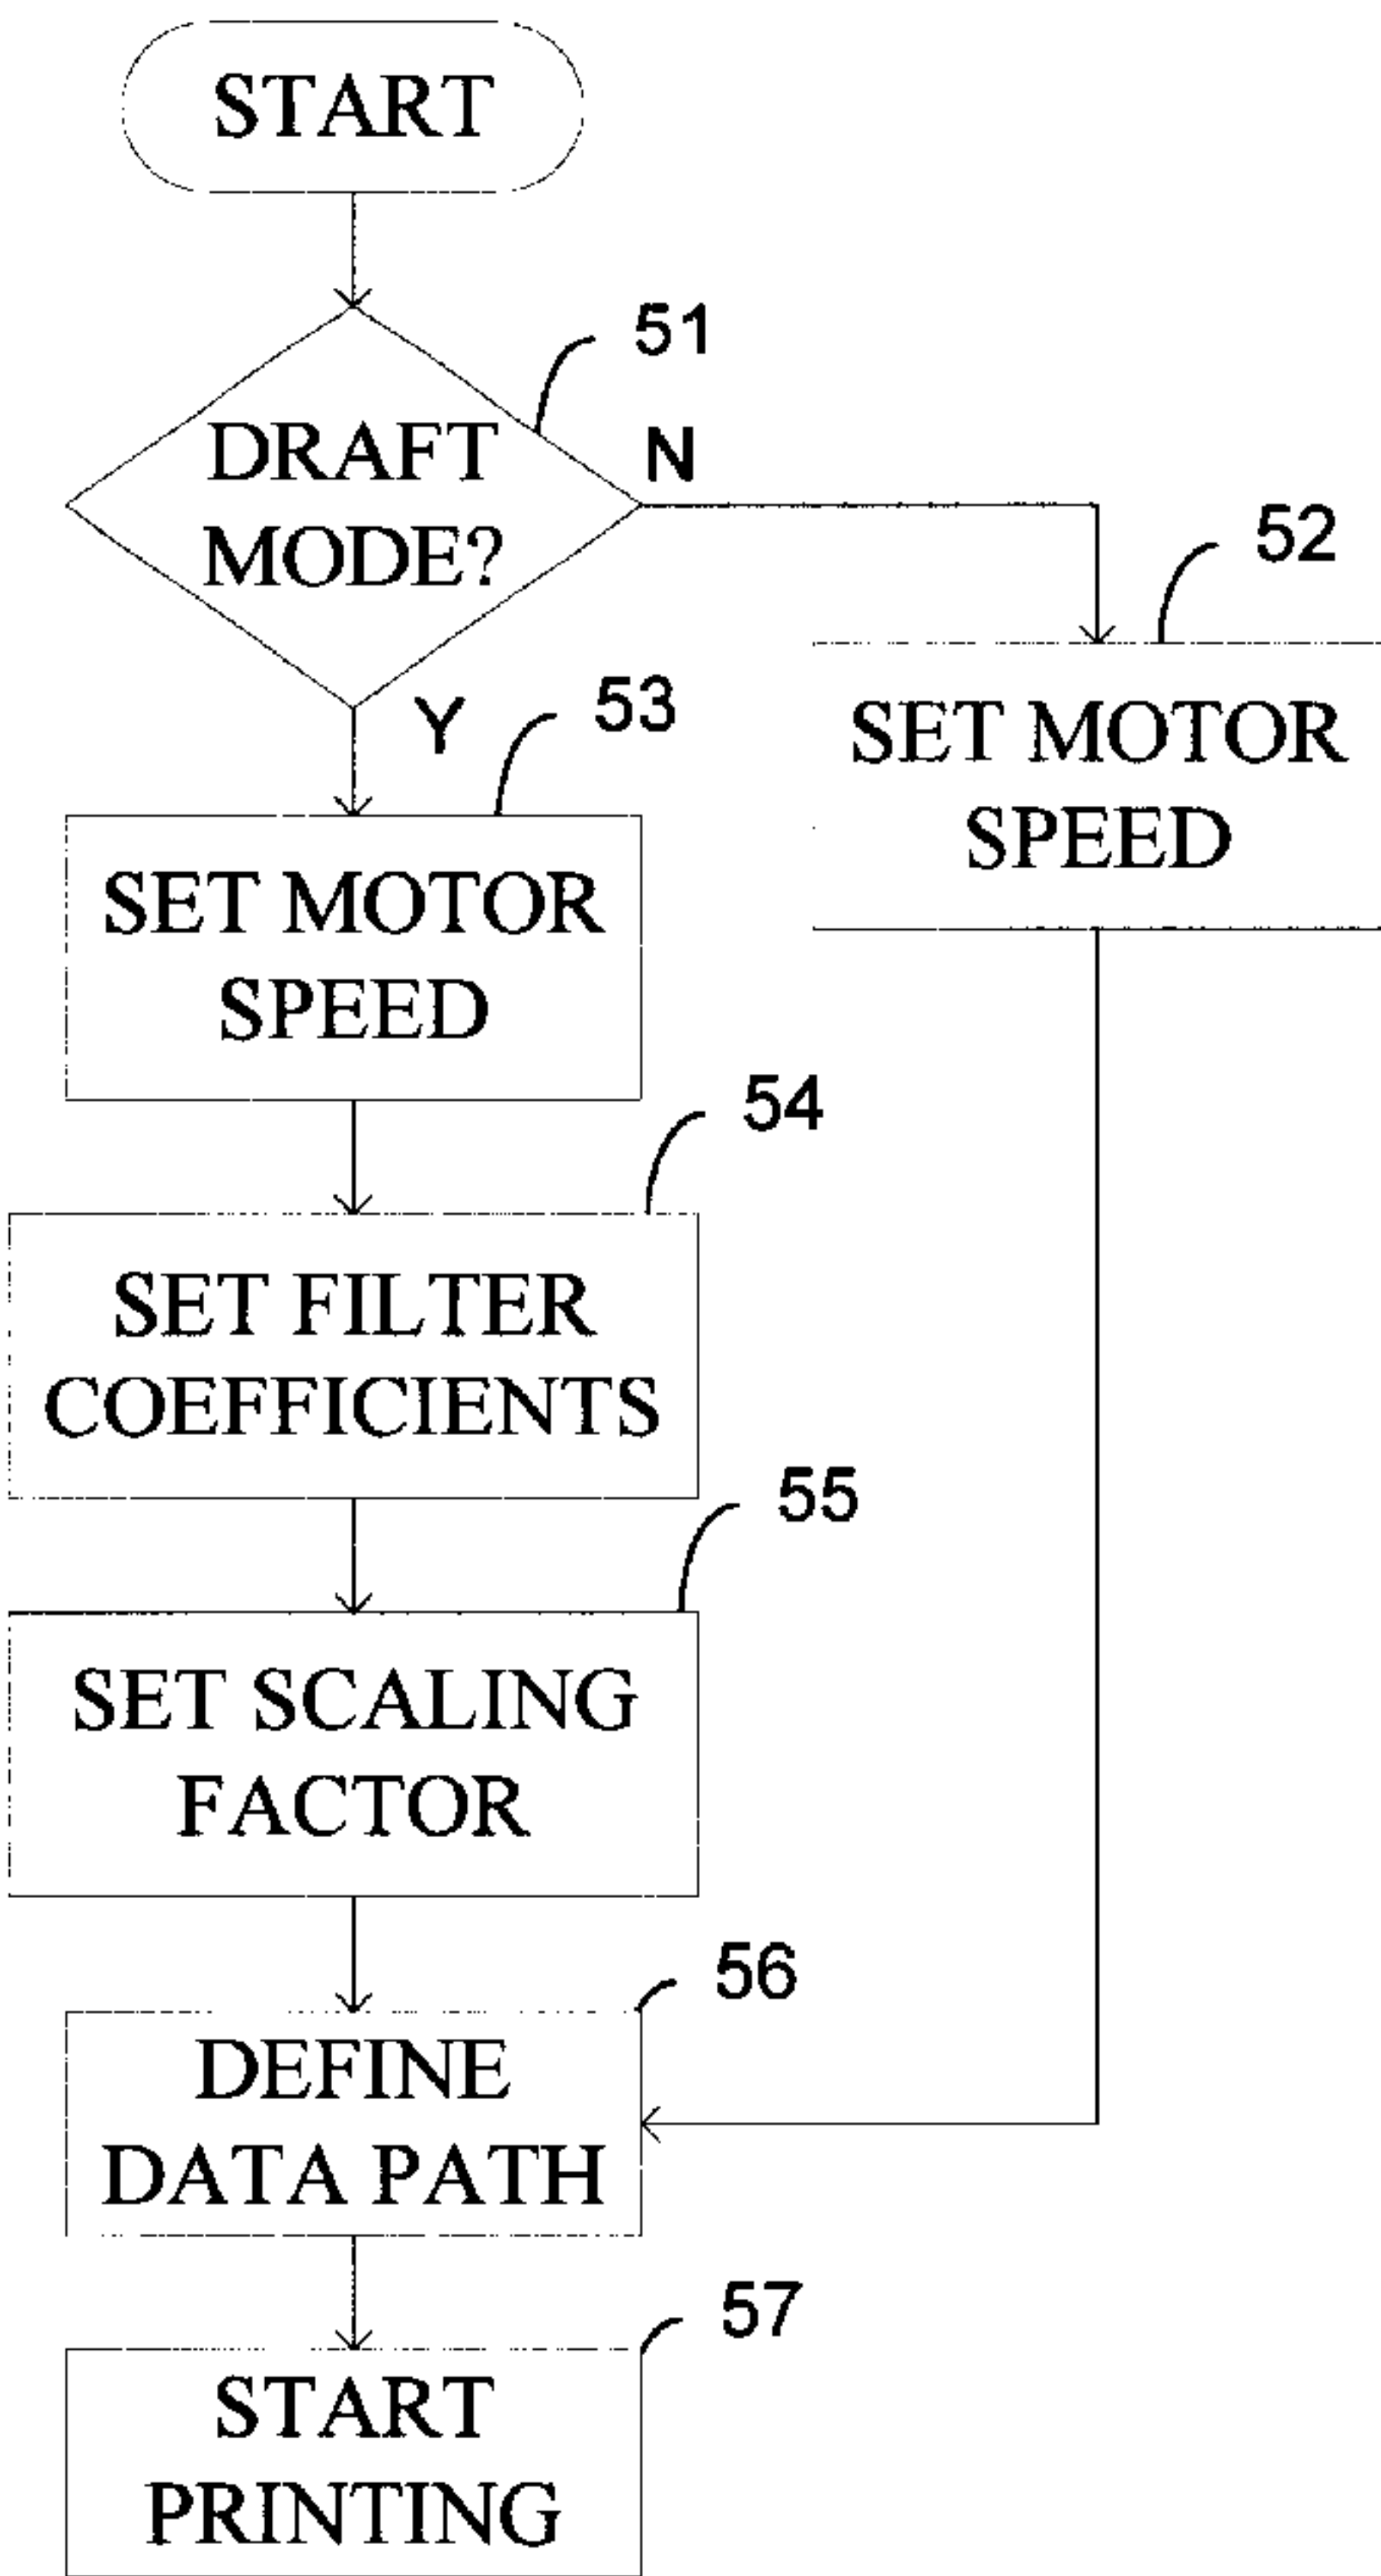 START
51
DRAFT
MODE?
N
52
SET MOTOR
SPEED
Y
53
SET MOTOR
SPEED
54
SET FILTER
COEFFICIENTS
55
SET SCALING
FACTOR
56
DEFINE
DATA PATH
57
START
PRINTING